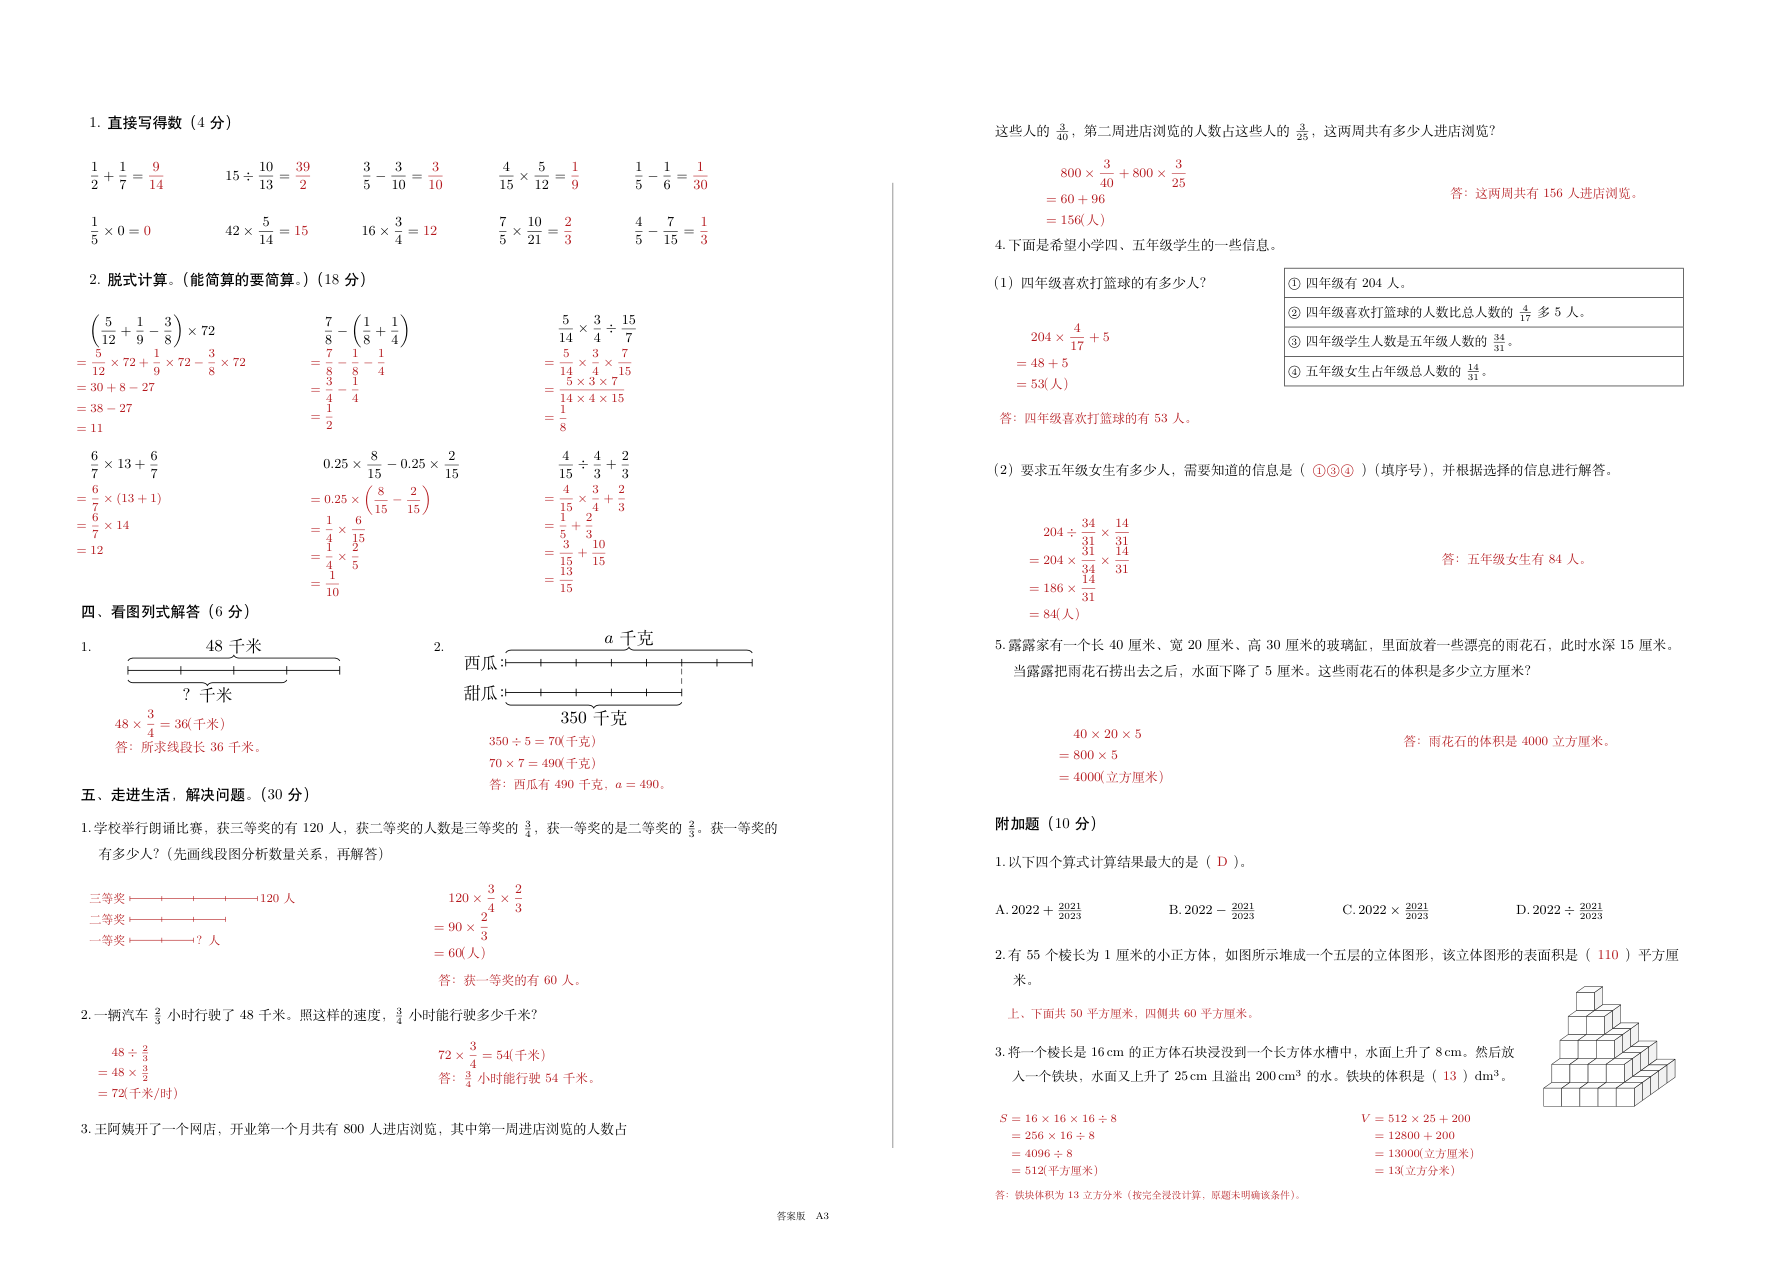 1. 直接写得数（4 分）
1/2 + 1/7 = 9/14　15 ÷ 10/13 = 39/2　3/5 − 3/10 = 3/10　4/15 × 5/12 = 1/9　1/5 − 1/6 = 1/30
1/5 × 0 = 0　42 × 5/14 = 15　16 × 3/4 = 12　7/5 × 10/21 = 2/3　4/5 − 7/15 = 1/3
2. 脱式计算。（能简算的要简算。）（18 分）
(5/12 + 1/9 − 3/8) × 72
= 5/12 × 72 + 1/9 × 72 − 3/8 × 72
= 30 + 8 − 27
= 38 − 27
= 11
7/8 − (1/8 + 1/4)
= 7/8 − 1/8 − 1/4
= 3/4 − 1/4
= 1/2
5/14 × 3/4 ÷ 15/7
= 5/14 × 3/4 × 7/15
= 5 × 3 × 7/14 × 4 × 15
= 1/8
6/7 × 13 + 6/7
= 6/7 × (13 + 1)
= 6/7 × 14
= 12
0.25 × 8/15 − 0.25 × 2/15
= 0.25 × (8/15 − 2/15)
= 1/4 × 6/15
= 1/4 × 2/5
= 1/10
4/15 ÷ 4/3 + 2/3
= 4/15 × 3/4 + 2/3
= 1/5 + 2/3
= 3/15 + 10/15
= 13/15
四、看图列式解答（6 分）
1.
48 千米
? 千米
48 × 3/4 = 36(千米)
答：所求线段长 36 千米。
2.
a 千克
西瓜:
甜瓜:
350 千克
350 ÷ 5 = 70(千克)
70 × 7 = 490(千克)
答：西瓜有 490 千克，a = 490。
五、走进生活，解决问题。（30 分）
1. 学校举行朗诵比赛，获三等奖的有 120 人，获二等奖的人数是三等奖的 3/4，获一等奖的是二等奖的 2/3。获一等奖的
有多少人？（先画线段图分析数量关系，再解答）
三等奖 120 人
二等奖
一等奖 ? 人
120 × 3/4 × 2/3
= 90 × 2/3
= 60(人)
答：获一等奖的有 60 人。
2. 一辆汽车 2/3 小时行驶了 48 千米。照这样的速度，3/4 小时能行驶多少千米？
48 ÷ 2/3
= 48 × 3/2
= 72(千米/时)
72 × 3/4 = 54(千米)
答：3/4 小时能行驶 54 千米。
3. 王阿姨开了一个网店，开业第一个月共有 800 人进店浏览，其中第一周进店浏览的人数占
这些人的 3/40，第二周进店浏览的人数占这些人的 3/25，这两周共有多少人进店浏览？
800 × 3/40 + 800 × 3/25
= 60 + 96
= 156(人)
答：这两周共有 156 人进店浏览。
4. 下面是希望小学四、五年级学生的一些信息。
（1）四年级喜欢打篮球的有多少人？
① 四年级有 204 人。
② 四年级喜欢打篮球的人数比总人数的 4/17 多 5 人。
③ 四年级学生人数是五年级人数的 34/31。
④ 五年级女生占年级总人数的 14/31。
204 × 4/17 + 5
= 48 + 5
= 53(人)
答：四年级喜欢打篮球的有 53 人。
（2）要求五年级女生有多少人，需要知道的信息是（ ①③④ ）（填序号），并根据选择的信息进行解答。
204 ÷ 34/31 × 14/31
= 204 × 31/34 × 14/31
= 186 × 14/31
= 84(人)
答：五年级女生有 84 人。
5. 露露家有一个长 40 厘米、宽 20 厘米、高 30 厘米的玻璃缸，里面放着一些漂亮的雨花石，此时水深 15 厘米。
当露露把雨花石捞出去之后，水面下降了 5 厘米。这些雨花石的体积是多少立方厘米？
40 × 20 × 5
= 800 × 5
= 4000(立方厘米)
答：雨花石的体积是 4000 立方厘米。
附加题（10 分）
1. 以下四个算式计算结果最大的是（ D ）。
A. 2022 + 2021/2023　B. 2022 − 2021/2023　C. 2022 × 2021/2023　D. 2022 ÷ 2021/2023
2. 有 55 个棱长为 1 厘米的小正方体，如图所示堆成一个五层的立体图形，该立体图形的表面积是（ 110 ）平方厘
米。
上、下面共 50 平方厘米，四侧共 60 平方厘米。
3. 将一个棱长是 16 cm 的正方体石块浸没到一个长方体水槽中，水面上升了 8 cm。然后放
入一个铁块，水面又上升了 25 cm 且溢出 200 cm³ 的水。铁块的体积是（ 13 ）dm³。
S = 16 × 16 × 16 ÷ 8
= 256 × 16 ÷ 8
= 4096 ÷ 8
= 512(平方厘米)
V = 512 × 25 + 200
= 12800 + 200
= 13000(立方厘米)
= 13(立方分米)
答：铁块体积为 13 立方分米（按完全浸没计算，原题未明确该条件）。
答案版　A3